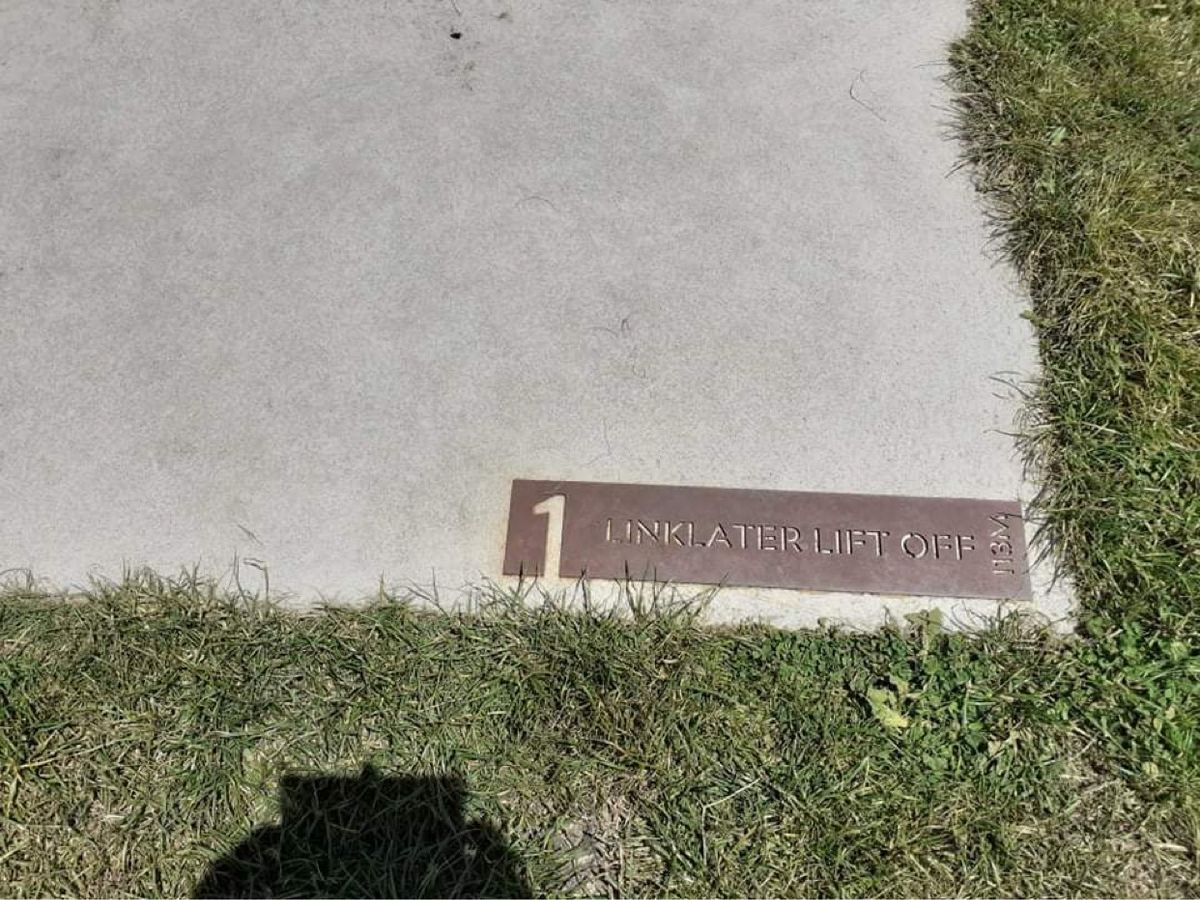 1 LINKLATER LIFT OFF 113M